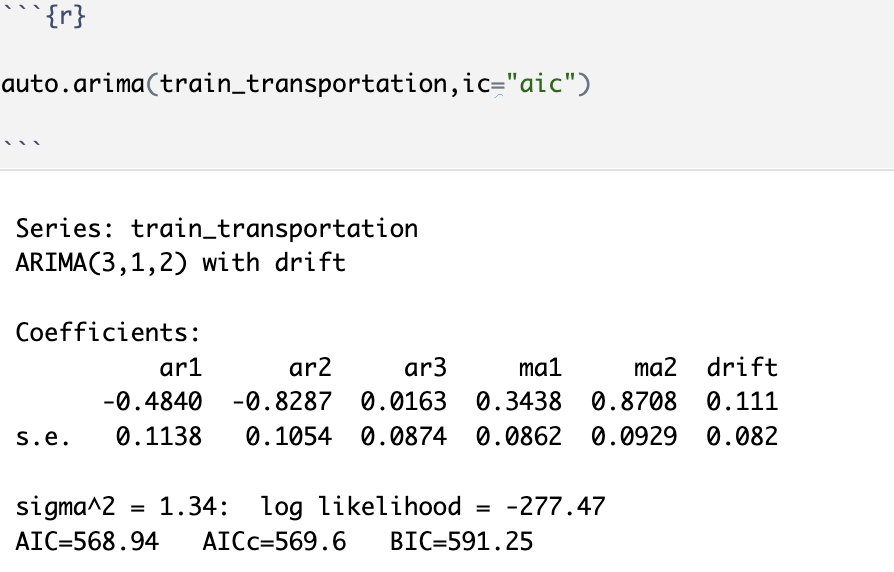 ```{r}
auto.arima(train_transportation,ic="aic")
```
Series: train_transportation
ARIMA(3,1,2) with drift
Coefficients:
ar1 ar2 ar3 ma1 ma2 drift
-0.4840 -0.8287 0.0163 0.3438 0.8708 0.111
s.e. 0.1138 0.1054 0.0874 0.0862 0.0929 0.082
sigma^2 = 1.34: log likelihood = -277.47
AIC=568.94 AICc=569.6 BIC=591.25